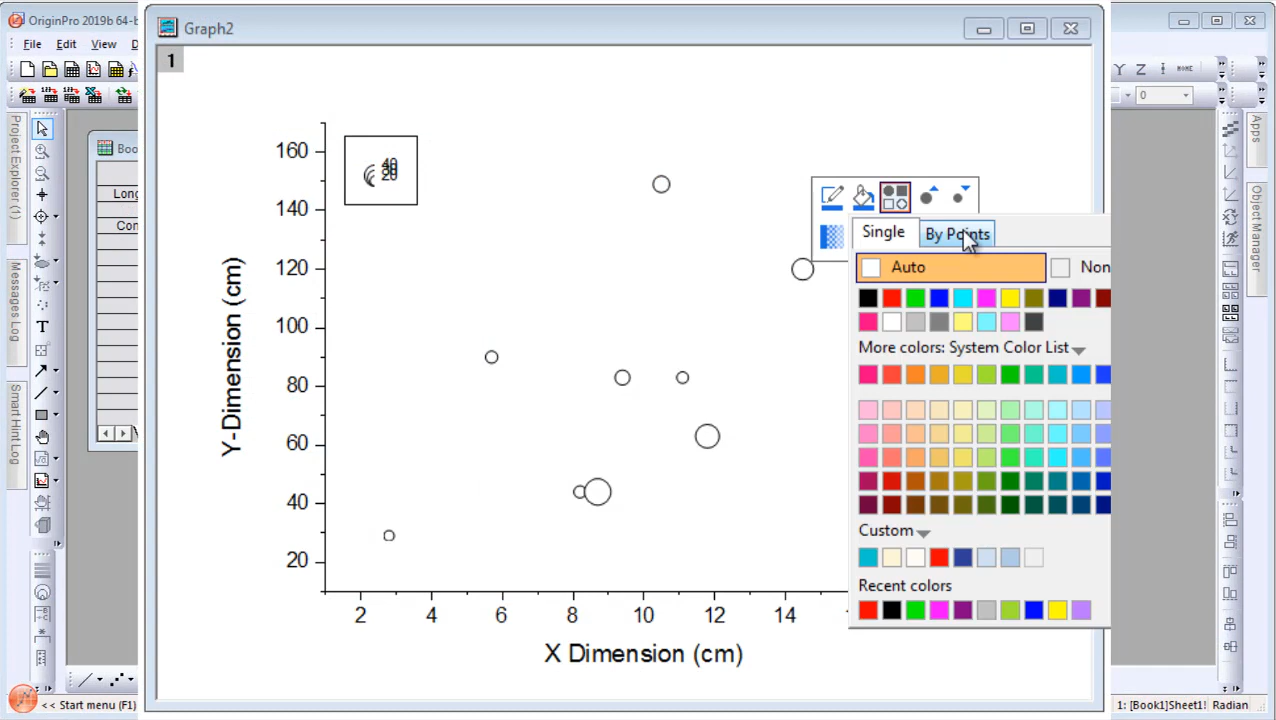 OriginPro 2019b 64-b
Graph2
File Edit View D
1
Y Z HOME
0
Project Explorer (1)
Messages Log
Smart Hint Log
Boo
Long
Con
Apps
Object Manager
160
140
120
100
80
60
40
20
40
20
Y-Dimension (cm)
2 4 6 8 10 12 14
X Dimension (cm)
Single By Points
Auto Non
More colors: System Color List
Custom
Recent colors
T
<< Start menu (F1)
1: [Book1]Sheet1! Radian